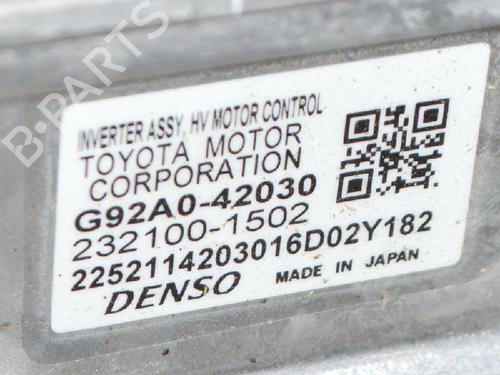 B-PARTS
INVERTER ASSY, HV MOTOR CONTROL
TOYOTA MOTOR
CORPORATION
G92A0-42030
232100-1502
2252114203016D02Y182
DENSO MADE IN JAPAN